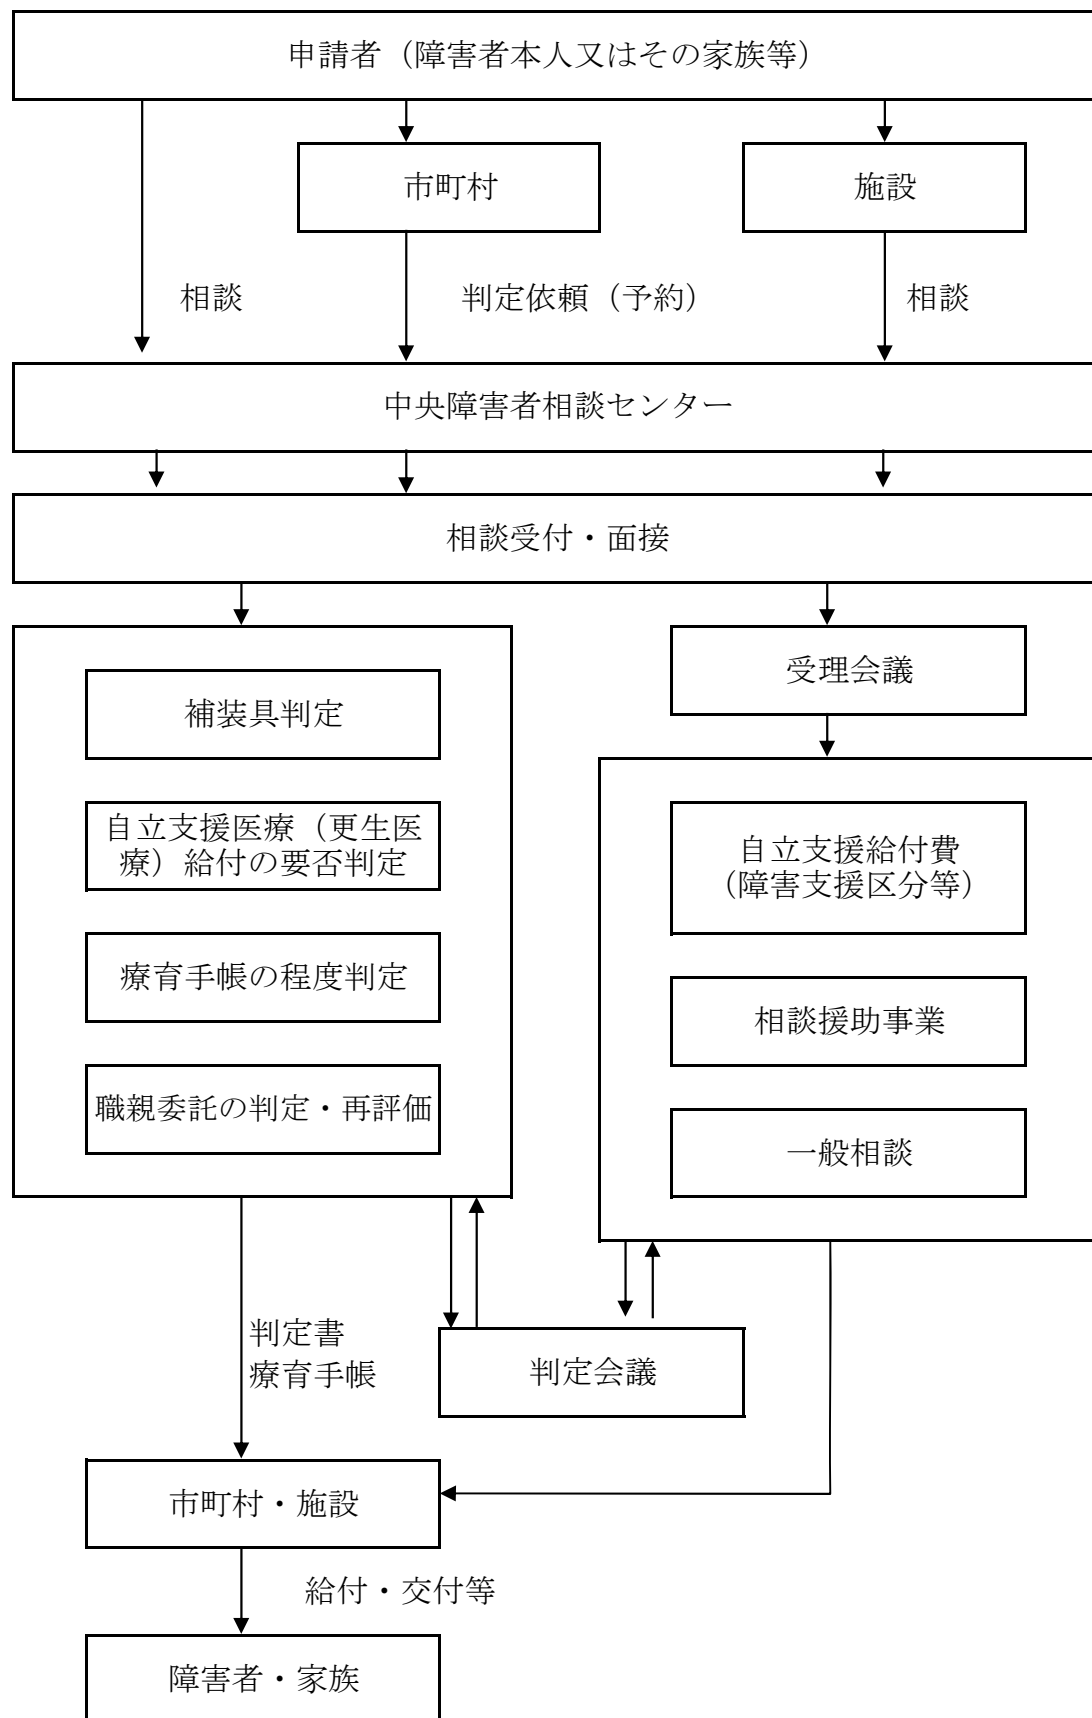 申請者（障害者本人又はその家族等）
市町村
施設
相談
判定依頼（予約）
相談
中央障害者相談センター
相談受付・面接
補装具判定
自立支援医療（更生医
療）給付の要否判定
療育手帳の程度判定
職親委託の判定・再評価
受理会議
自立支援給付費
（障害支援区分等）
相談援助事業
一般相談
判定書
療育手帳
判定会議
市町村・施設
給付・交付等
障害者・家族